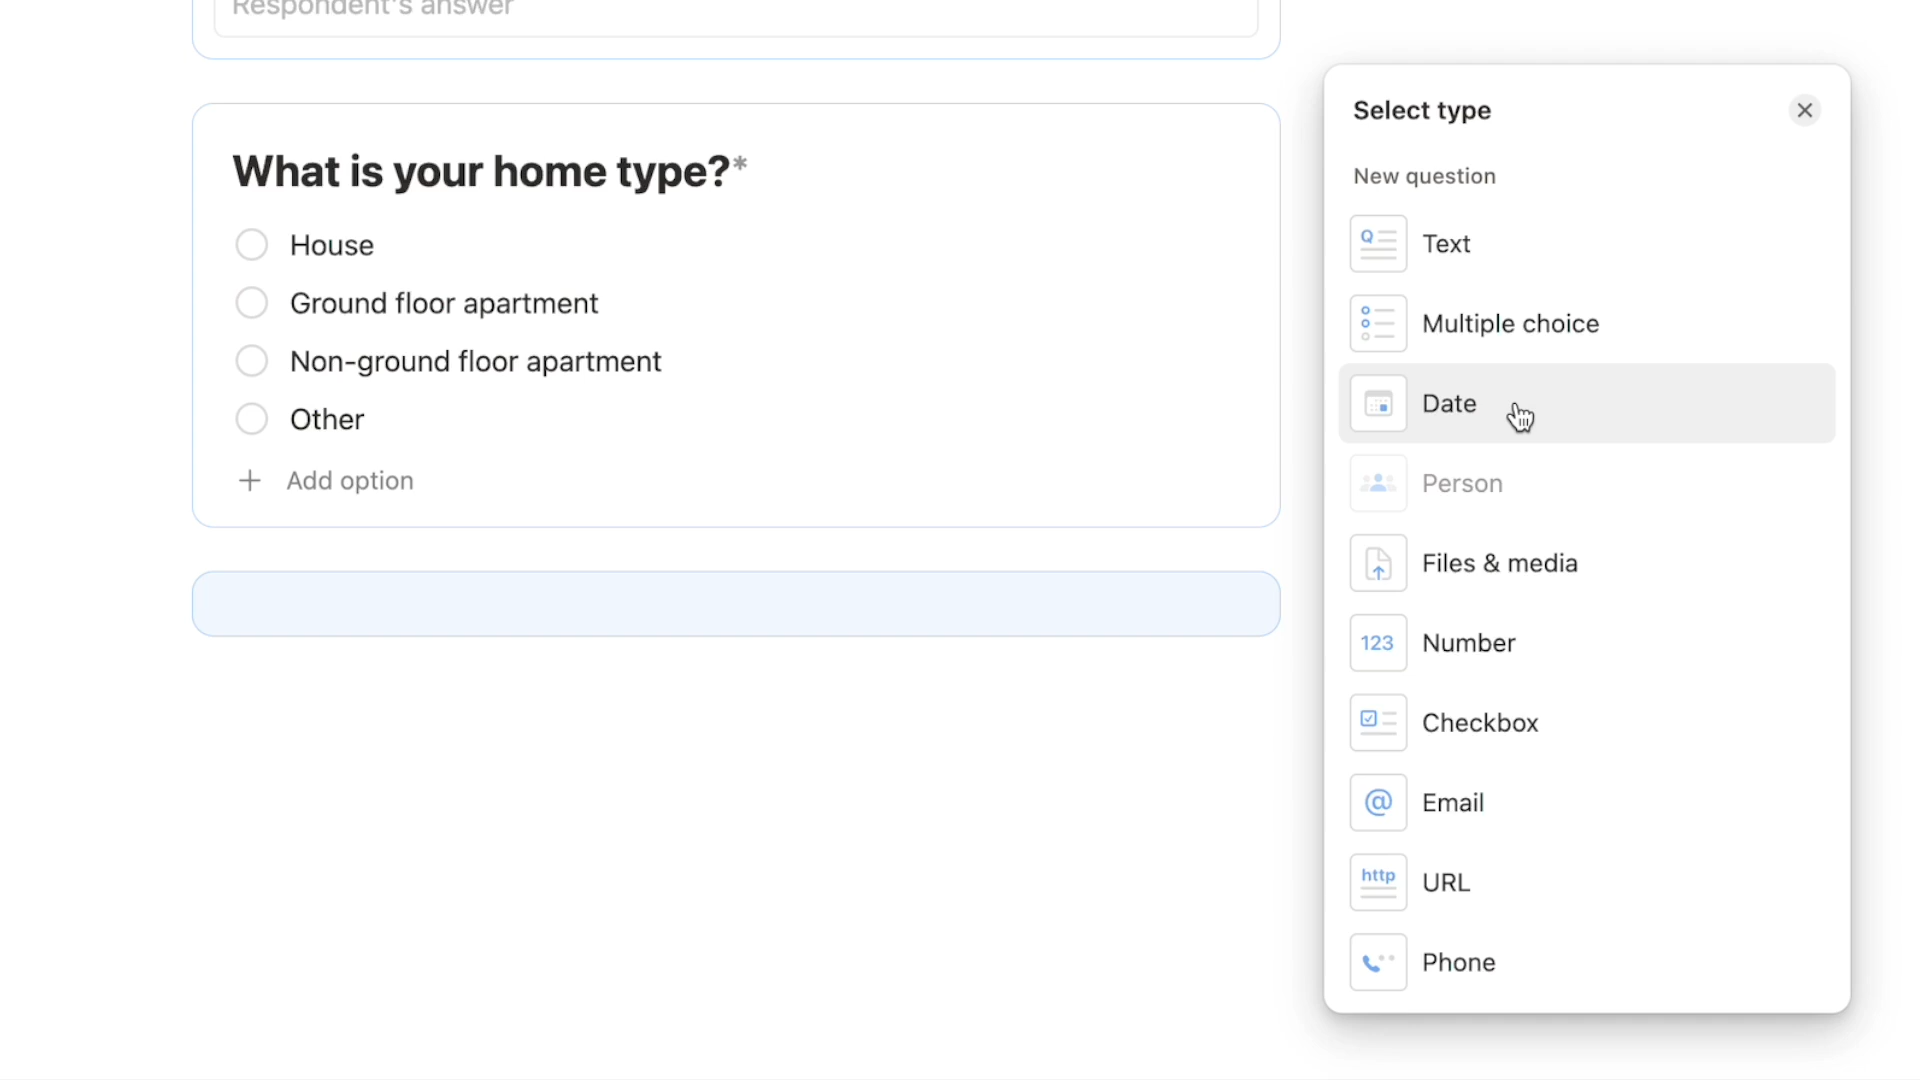 Respondent's answer
What is your home type?*
House
Ground floor apartment
Non-ground floor apartment
Other
+ Add option
Select type
New question
Text
Multiple choice
Date
Person
Files & media
123 Number
Checkbox
@ Email
http URL
Phone